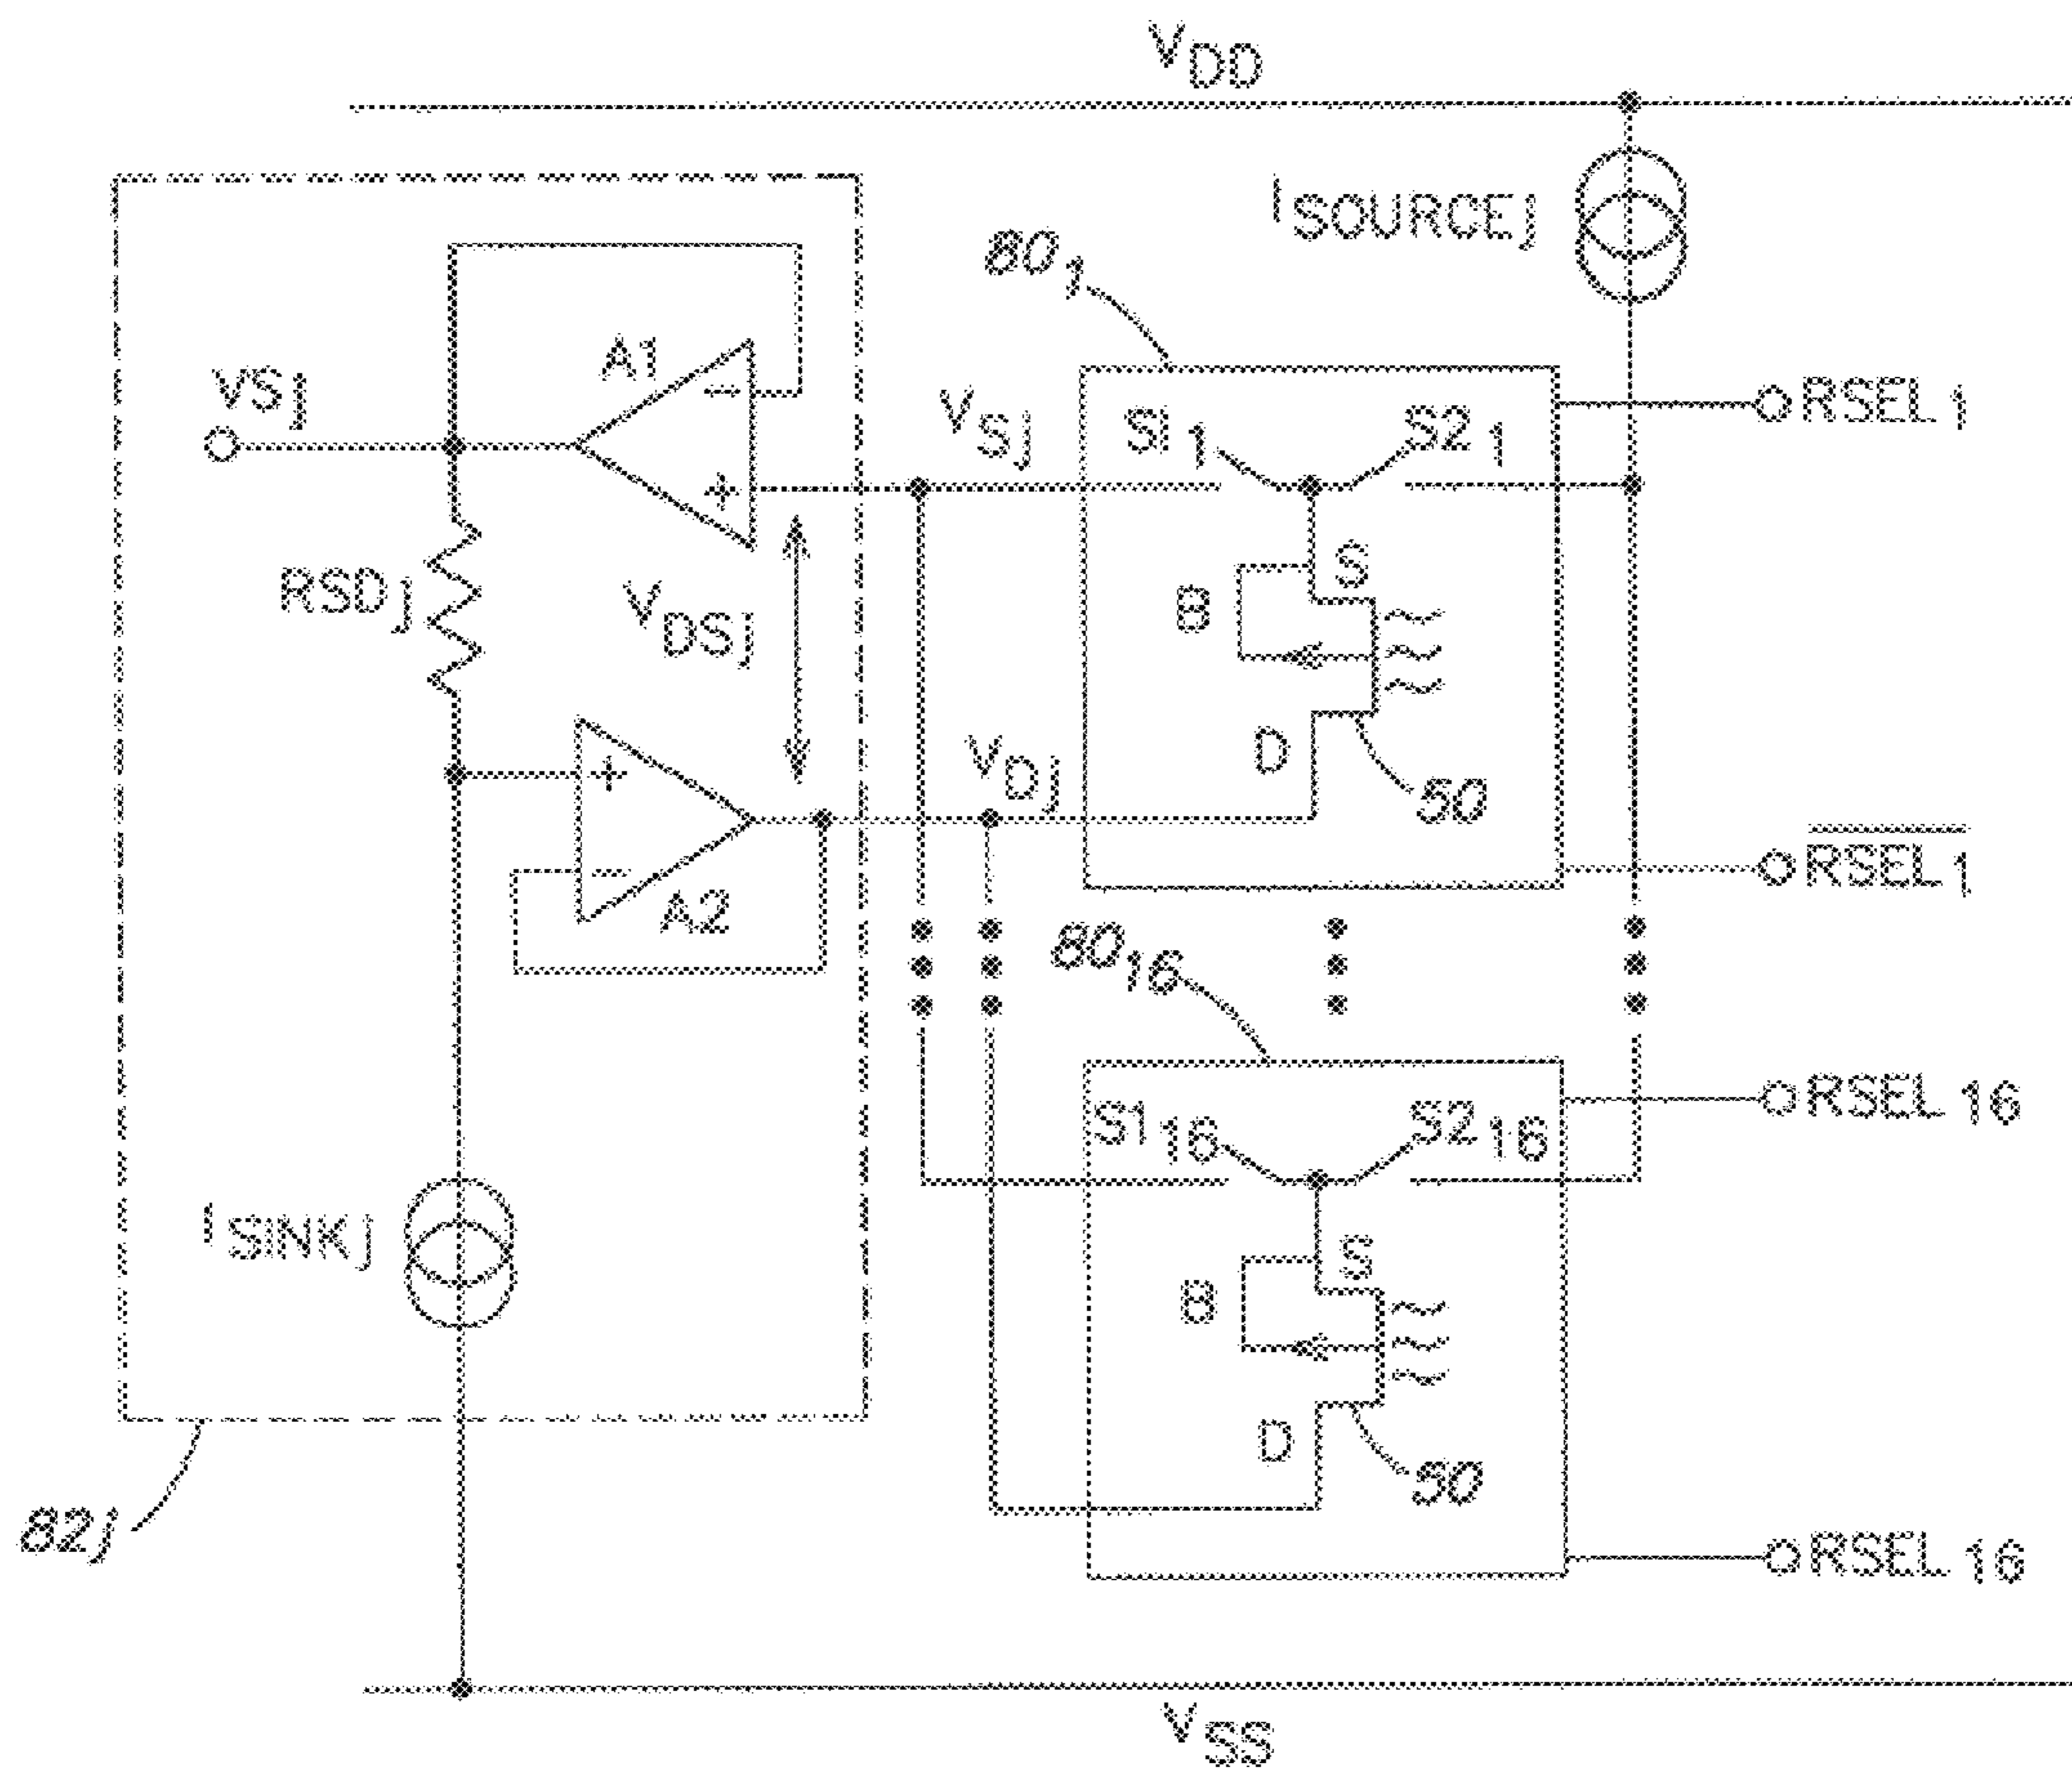 VDD
ISOURCEj
801
A1
VSj
VSj
SI1
S21
RSEL1
−
+
S
B
RSDj
VDSj
VDj
D
50
+
−
A2
RSEL1
8016
RSEL16
S116
S216
ISINKj
S
B
D
50
82j
RSEL16
VSS